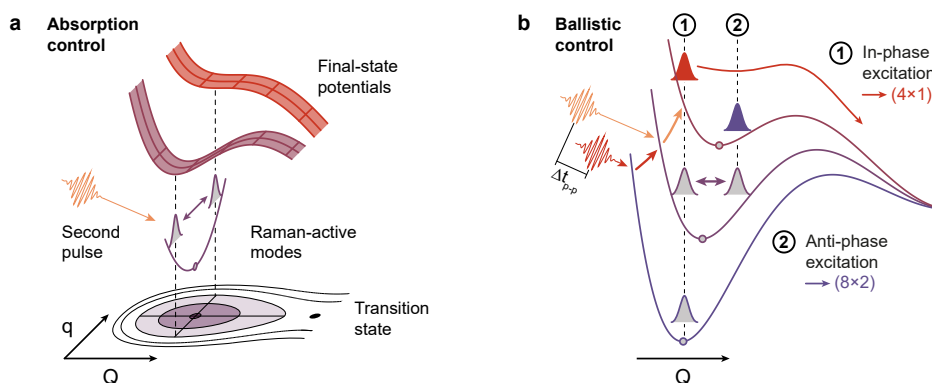 a
Absorption
control
Final-state
potentials
Second
pulse
Raman-active
modes
Transition
state
q
Q
b
Ballistic
control
1
2
1 In-phase
excitation
(4×1)
Δt p-p
2 Anti-phase
excitation
(8×2)
Q